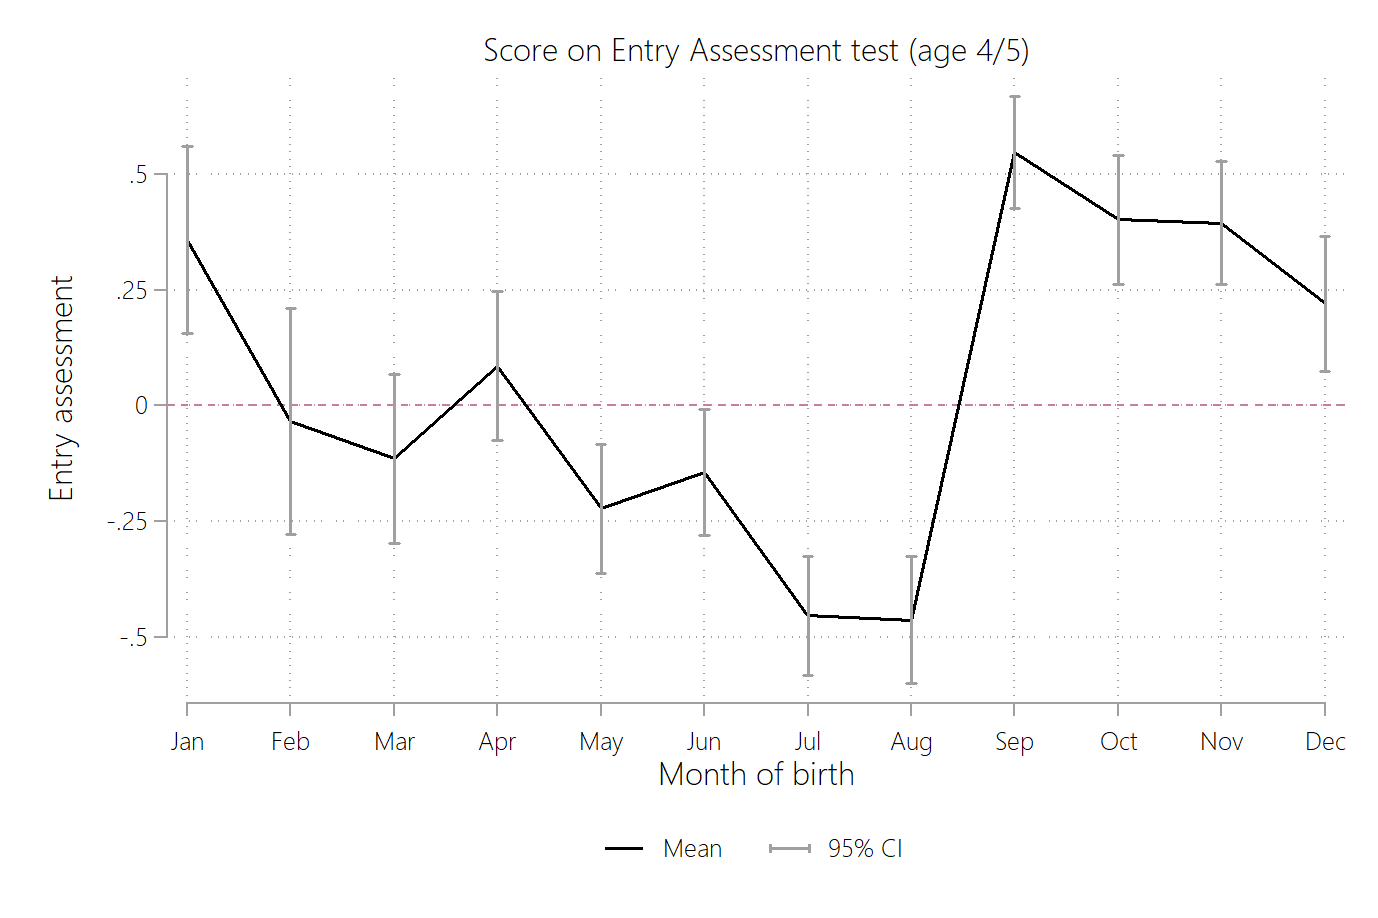 Score on Entry Assessment test (age 4/5)
Entry assessment
.5
.25
0
-.25
-.5
Jan Feb Mar Apr May Jun Jul Aug Sep Oct Nov Dec
Month of birth
Mean 95% CI